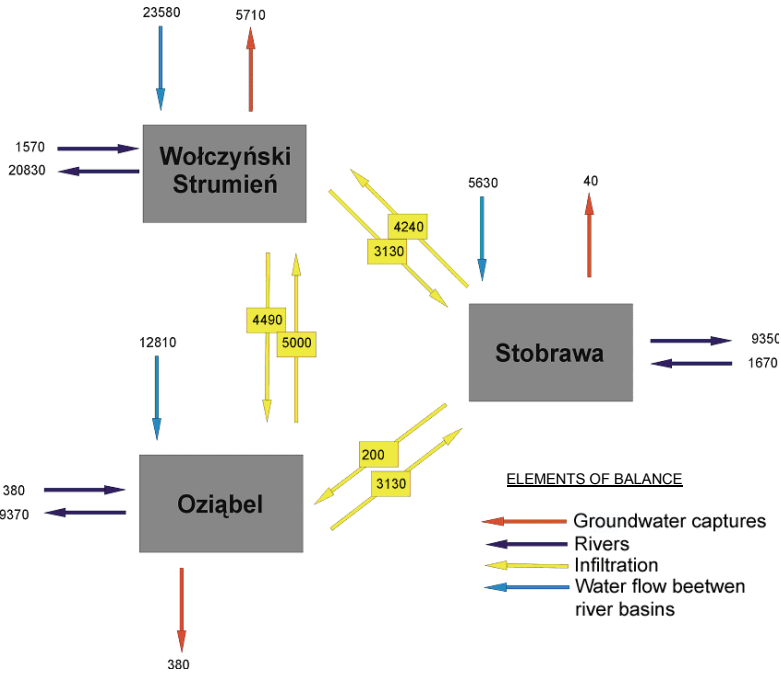 23580
5710
1570
20830
Wołczyński
Strumień
4240
3130
5630
40
4490
5000
12810
Stobrawa
9350
1670
200
3130
380
9370
Oziąbel
380
ELEMENTS OF BALANCE
Groundwater captures
Rivers
Infiltration
Water flow beetwen
river basins